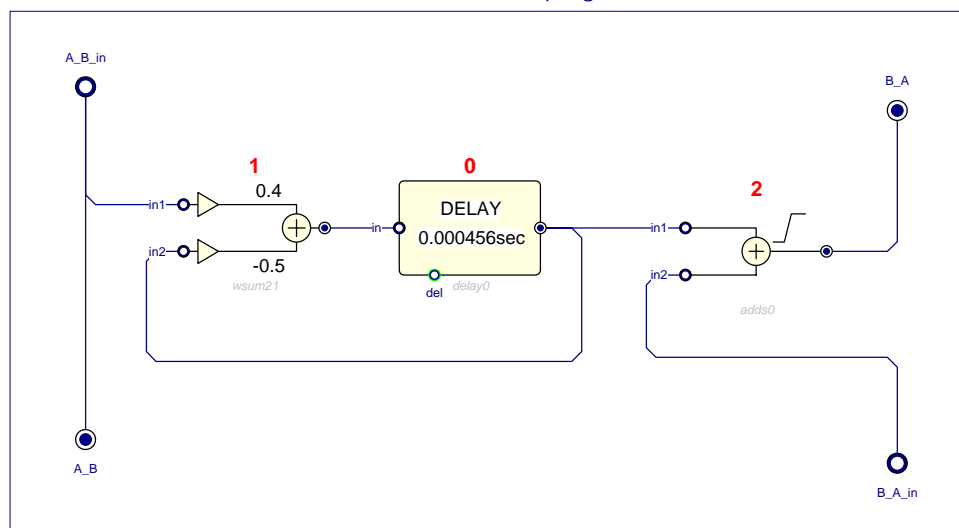 A_B_in
B_A
1
0
2
0.4
in1
DELAY
0.000456sec
in
in1
in2
-0.5
wsum21
del
delay0
in2
adds0
A_B
B_A_in